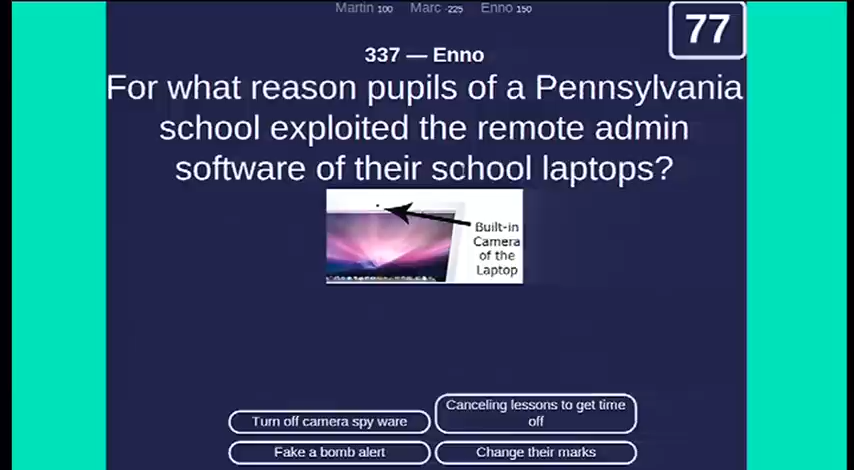 Martin 100 Marc -225 Enno 150
77
337 — Enno
For what reason pupils of a Pennsylvania
school exploited the remote admin
software of their school laptops?
Built-in
Camera
of the
Laptop
Turn off camera spy ware
Canceling lessons to get time
off
Fake a bomb alert
Change their marks